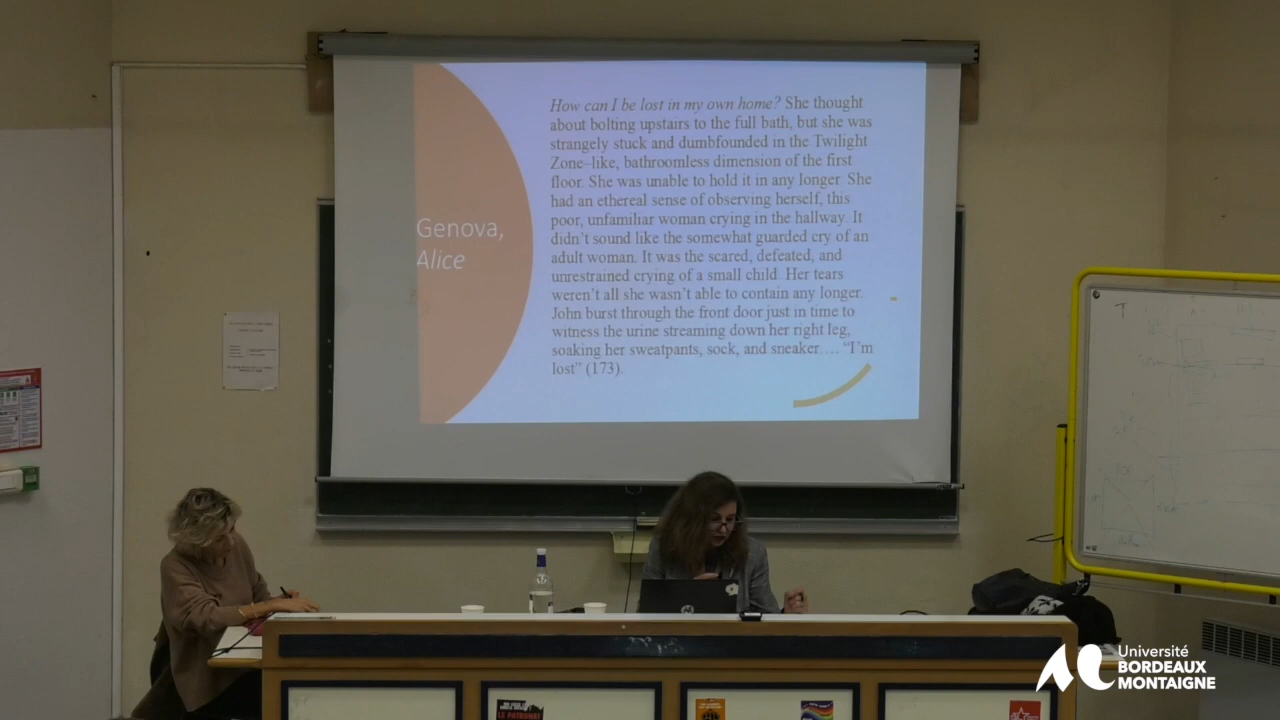 Genova,
Alice
How can I be lost in my own home? She thought
about bolting upstairs to the full bath, but she was
strangely stuck and dumbfounded in the Twilight
Zone–like, bathroomless dimension of the first
floor. She was unable to hold it in any longer. She
had an ethereal sense of observing herself, this
poor, unfamiliar woman crying in the hallway. It
didn’t sound like the somewhat guarded cry of an
adult woman. It was the scared, defeated, and
unrestrained crying of a small child. Her tears
weren’t all she wasn’t able to contain any longer.
John burst through the front door just in time to
witness the urine streaming down her right leg,
soaking her sweatpants, sock, and sneaker…. “I’m
lost” (173).
LE PATRONAT
Université
BORDEAUX
MONTAIGNE